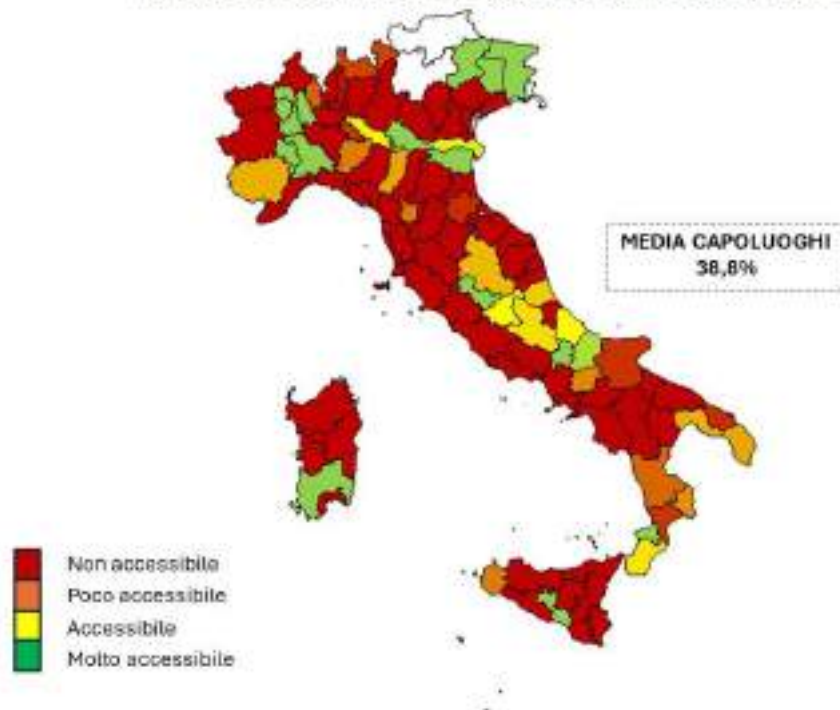 MEDIA CAPOLUOGHI
38,8%
Non accessibile
Poco accessibile
Accessibile
Molto accessibile